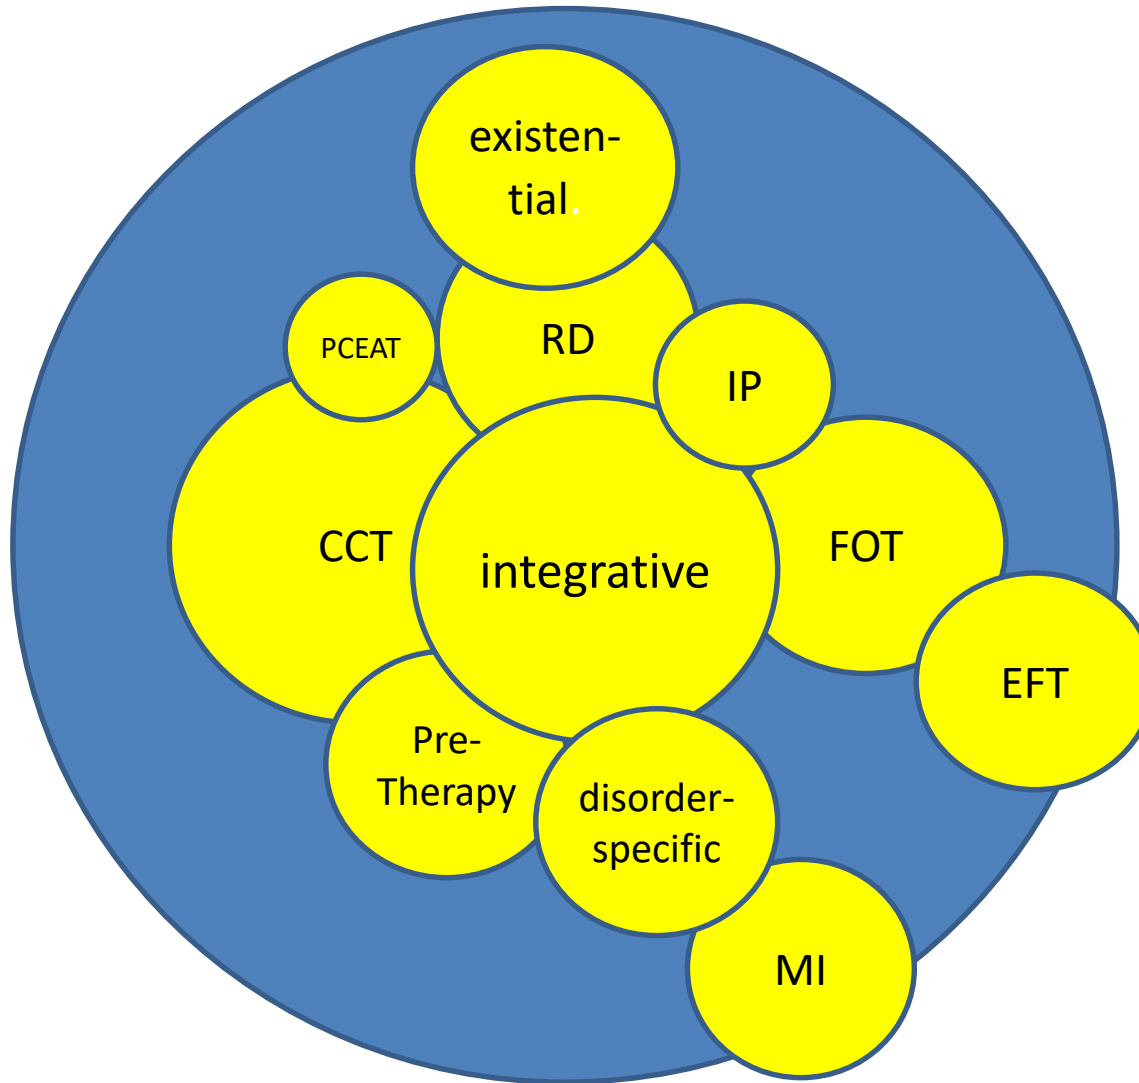 existen-
tial.
PCEAT
RD
IP
CCT
integrative
FOT
EFT
Pre-
Therapy
disorder-
specific
MI